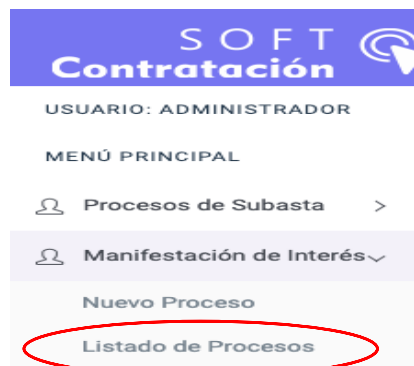 SOFT
Contratación
USUARIO: ADMINISTRADOR
MENÚ PRINCIPAL
Procesos de Subasta
Manifestación de Interés
Nuevo Proceso
Listado de Procesos